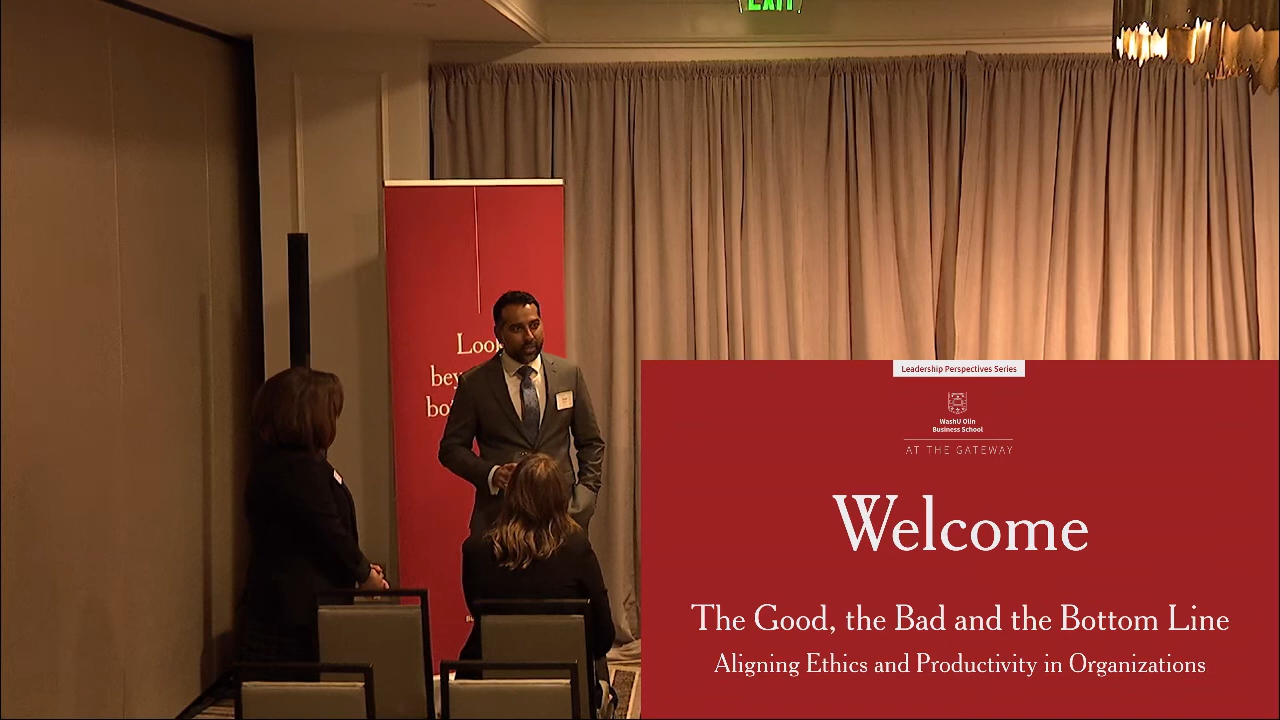 EXIT
Loo
bey
bo
Leadership Perspectives Series
WashU Olin
Business School
AT THE GATEWAY
Welcome
The Good, the Bad and the Bottom Line
Aligning Ethics and Productivity in Organizations